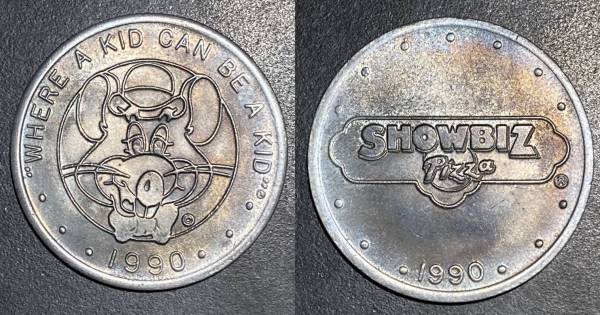 "WHERE A KID CAN BE A KID"®
©
1990
SHOWBIZ
Pizza
®
1990